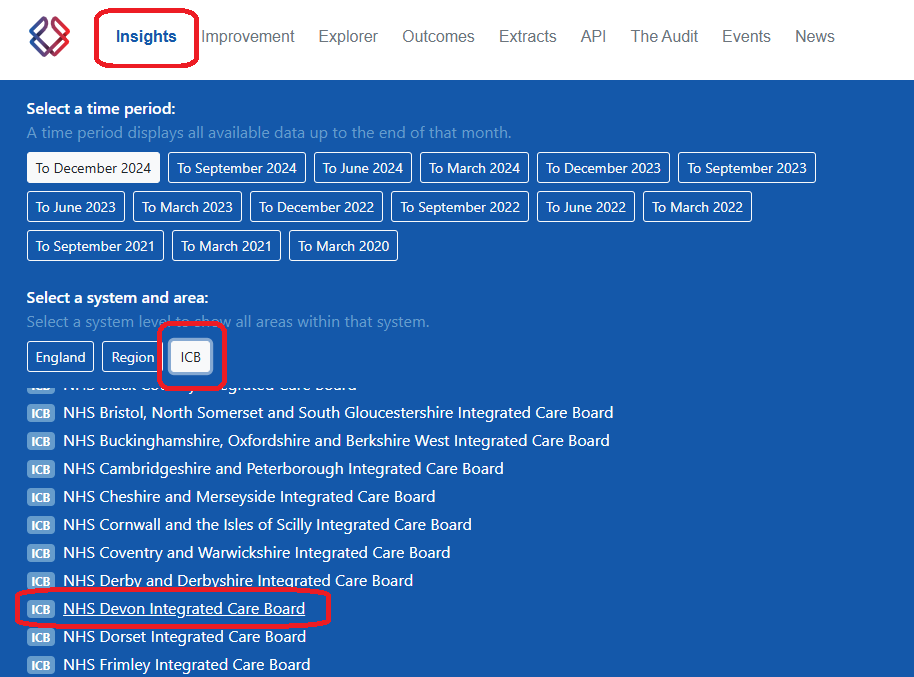 Insights Improvement Explorer Outcomes Extracts API The Audit Events News
Select a time period:
A time period displays all available data up to the end of that month.
To December 2024 To September 2024 To June 2024 To March 2024 To December 2023 To September 2023
To June 2023 To March 2023 To December 2022 To September 2022 To June 2022 To March 2022
To September 2021 To March 2021 To March 2020
Select a system and area:
Select a system level to show all areas within that system.
England Region ICB
ICB NHS Black Country Integrated Care Board
ICB NHS Bristol, North Somerset and South Gloucestershire Integrated Care Board
ICB NHS Buckinghamshire, Oxfordshire and Berkshire West Integrated Care Board
ICB NHS Cambridgeshire and Peterborough Integrated Care Board
ICB NHS Cheshire and Merseyside Integrated Care Board
ICB NHS Cornwall and the Isles of Scilly Integrated Care Board
ICB NHS Coventry and Warwickshire Integrated Care Board
ICB NHS Derby and Derbyshire Integrated Care Board
ICB NHS Devon Integrated Care Board
ICB NHS Dorset Integrated Care Board
ICB NHS Frimley Integrated Care Board